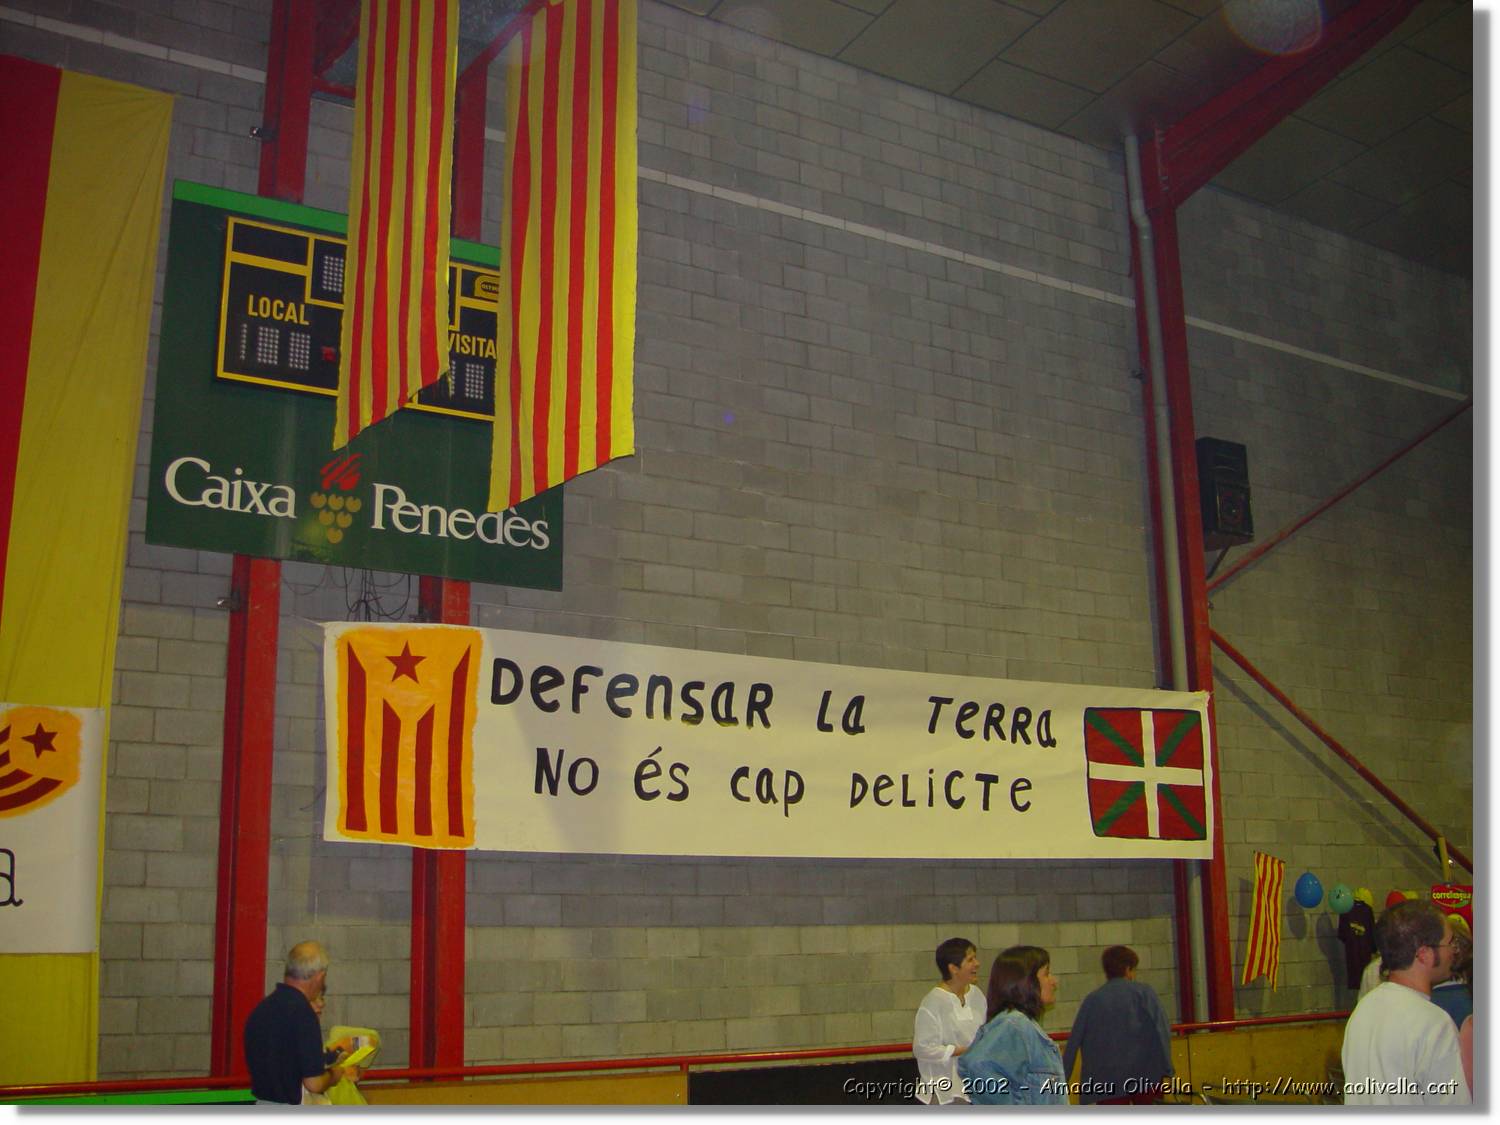 LOCAL
VISITA
Caixa Penedès
DeFensaR La TeRRa
No és cap DeLiCTe
a
correllengua
Copyright© 2002 - Amadeu Olivella - http://www.aolivella.cat